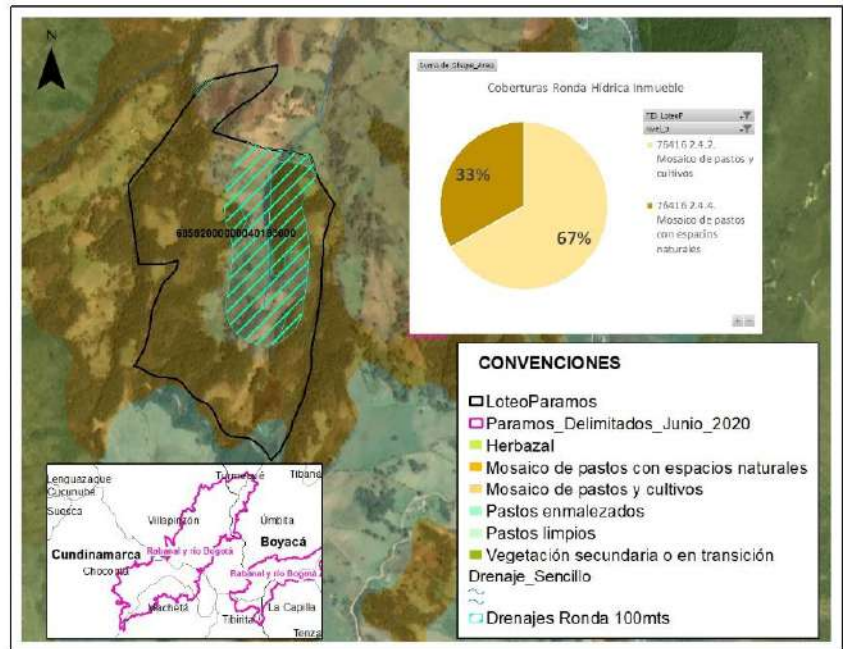 N
Suma de Shape_Area
Coberturas Ronda Hídrica Inmueble
nivel_3
76416 2.4.2.
Mosaico de pastos y
cultivos
76416 2.4.4.
Mosaico de pastos
con espacios
naturales
33%
67%
CONVENCIONES
LoteoParamos
Paramos_Delimitados_Junio_2020
Herbazal
Mosaico de pastos con espacios naturales
Mosaico de pastos y cultivos
Pastos enmalezados
Pastos limpios
Vegetación secundaria o en transición
Drenaje_Sencillo
Drenajes Ronda 100mts
Lenguazaque
Cucunubá
Suesca
Turmequé
Tibaná
Villapinzón
Úmbita
Cundinamarca
Boyacá
Rabanal y río Bogotá
Chocontá
Rabanal y río Bogotá
Machetá
La Capilla
Tibirita
Tenza